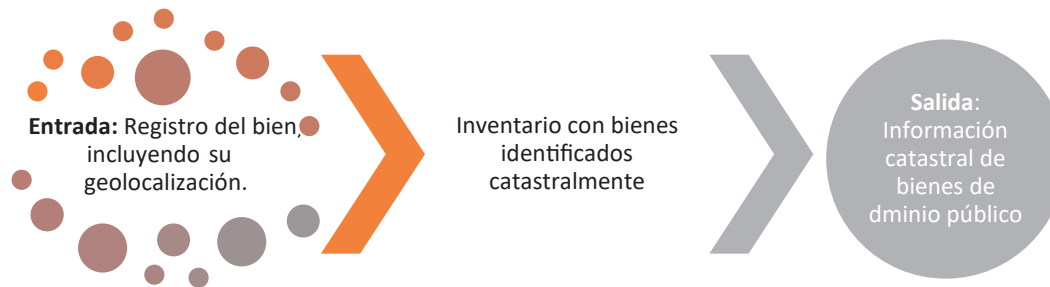 Entrada: Registro del bien,
incluyendo su
geolocalización.
Inventario con bienes
identificados
catastralmente
Salida:
Información
catastral de
bienes de
dminio público